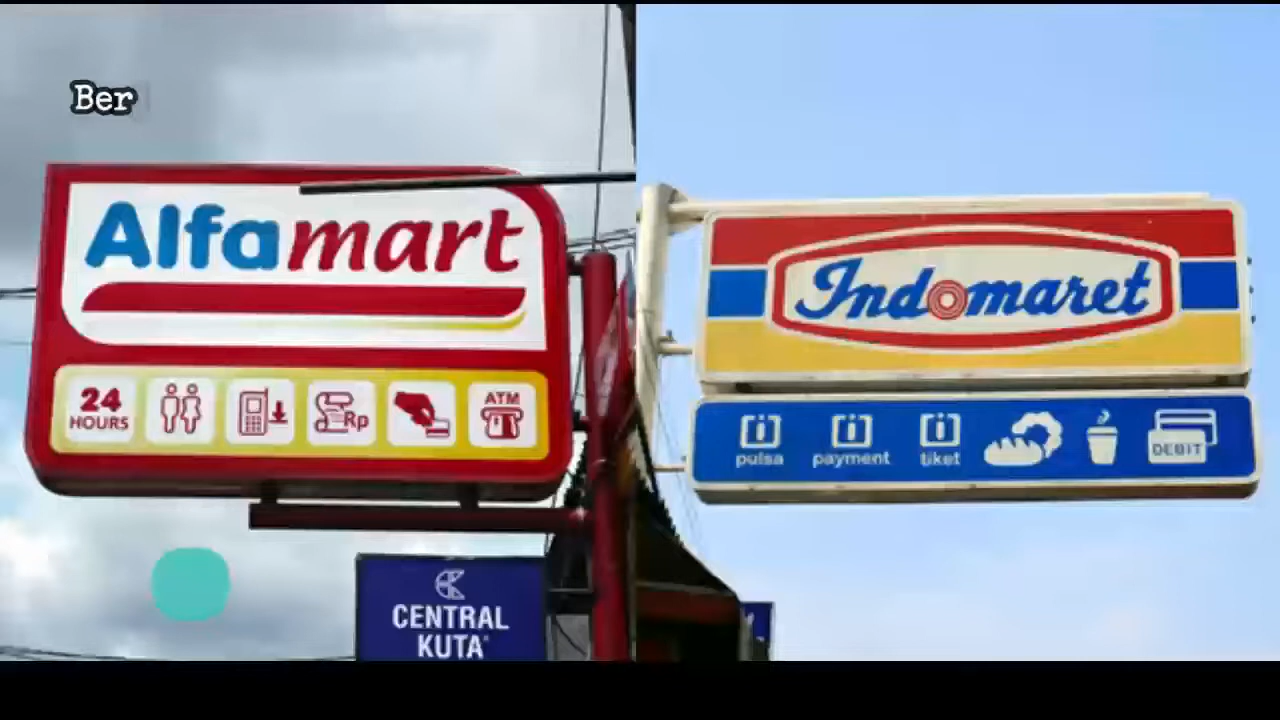 Ber
Alfamart
24
HOURS
Rp
ATM
CENTRAL
KUTA
Indomaret
pulsa
payment
tiket
DEBIT